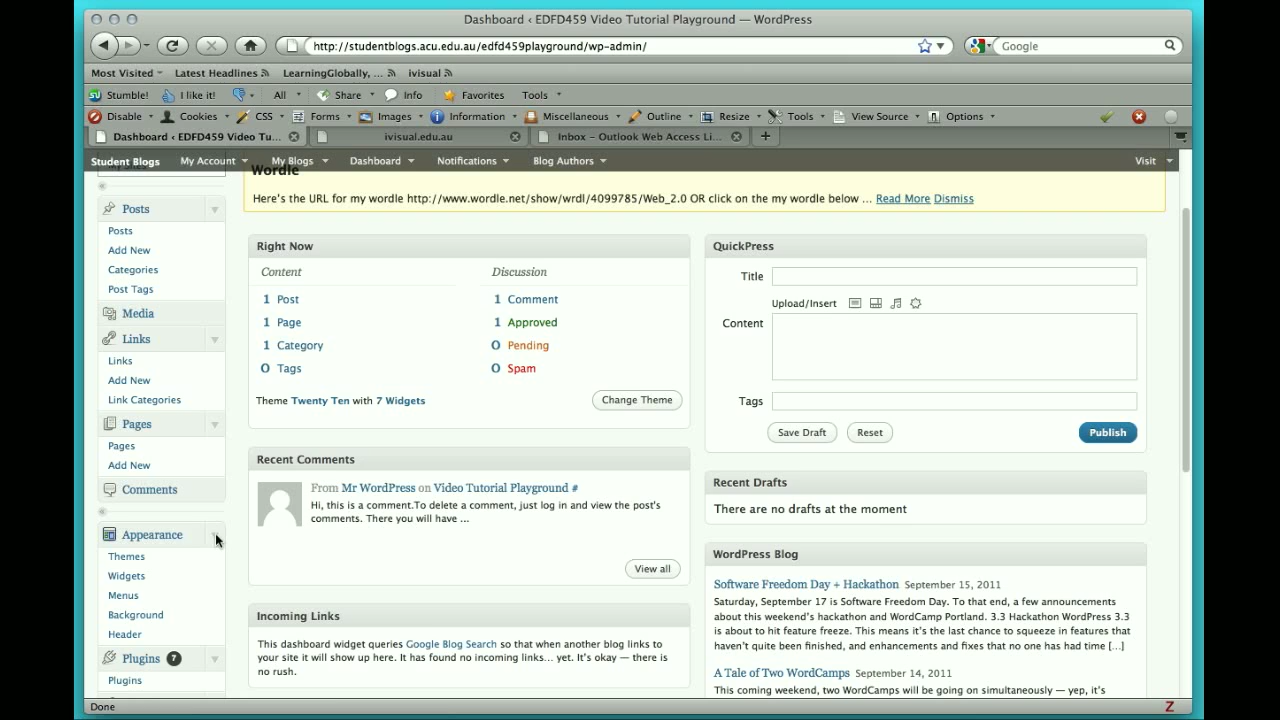 Dashboard ‹ EDFD459 Video Tutorial Playground — WordPress
http://studentblogs.acu.edu.au/edfd459playground/wp-admin/
Google
Most Visited Latest Headlines LearningGlobally, ... ivisual
Stumble! I like it! All Share Info Favorites Tools
Disable Cookies CSS Forms Images Information Miscellaneous Outline Resize Tools View Source Options
Dashboard ‹ EDFD459 Video Tu... ivisual.edu.au Inbox – Outlook Web Access Li...
Student Blogs My Account My Blogs Dashboard Notifications Blog Authors Visit
Wordle
Here's the URL for my wordle http://www.wordle.net/show/wrdl/4099785/Web_2.0 OR click on the my wordle below ... Read More Dismiss
Posts
Posts
Add New
Categories
Post Tags
Media
Links
Links
Add New
Link Categories
Pages
Pages
Add New
Comments
Appearance
Themes
Widgets
Menus
Background
Header
Plugins 7
Plugins
Right Now
Content Discussion
1 Post 1 Comment
1 Page 1 Approved
1 Category 0 Pending
0 Tags 0 Spam
Theme Twenty Ten with 7 Widgets Change Theme
Recent Comments
From Mr WordPress on Video Tutorial Playground #
Hi, this is a comment.To delete a comment, just log in and view the post's
comments. There you will have ...
View all
Incoming Links
This dashboard widget queries Google Blog Search so that when another blog links to
your site it will show up here. It has found no incoming links... yet. It's okay — there is
no rush.
QuickPress
Title
Upload/Insert
Content
Tags
Save Draft Reset Publish
Recent Drafts
There are no drafts at the moment
WordPress Blog
Software Freedom Day + Hackathon September 15, 2011
Saturday, September 17 is Software Freedom Day. To that end, a few announcements
about this weekend's hackathon and WordCamp Portland. 3.3 Hackathon WordPress 3.3
is about to hit feature freeze. This means it's the last chance to squeeze in features that
haven't quite been finished, and enhancements and fixes that no one has had time [...]
A Tale of Two WordCamps September 14, 2011
This coming weekend, two WordCamps will be going on simultaneously — yep, it's
Done
Z